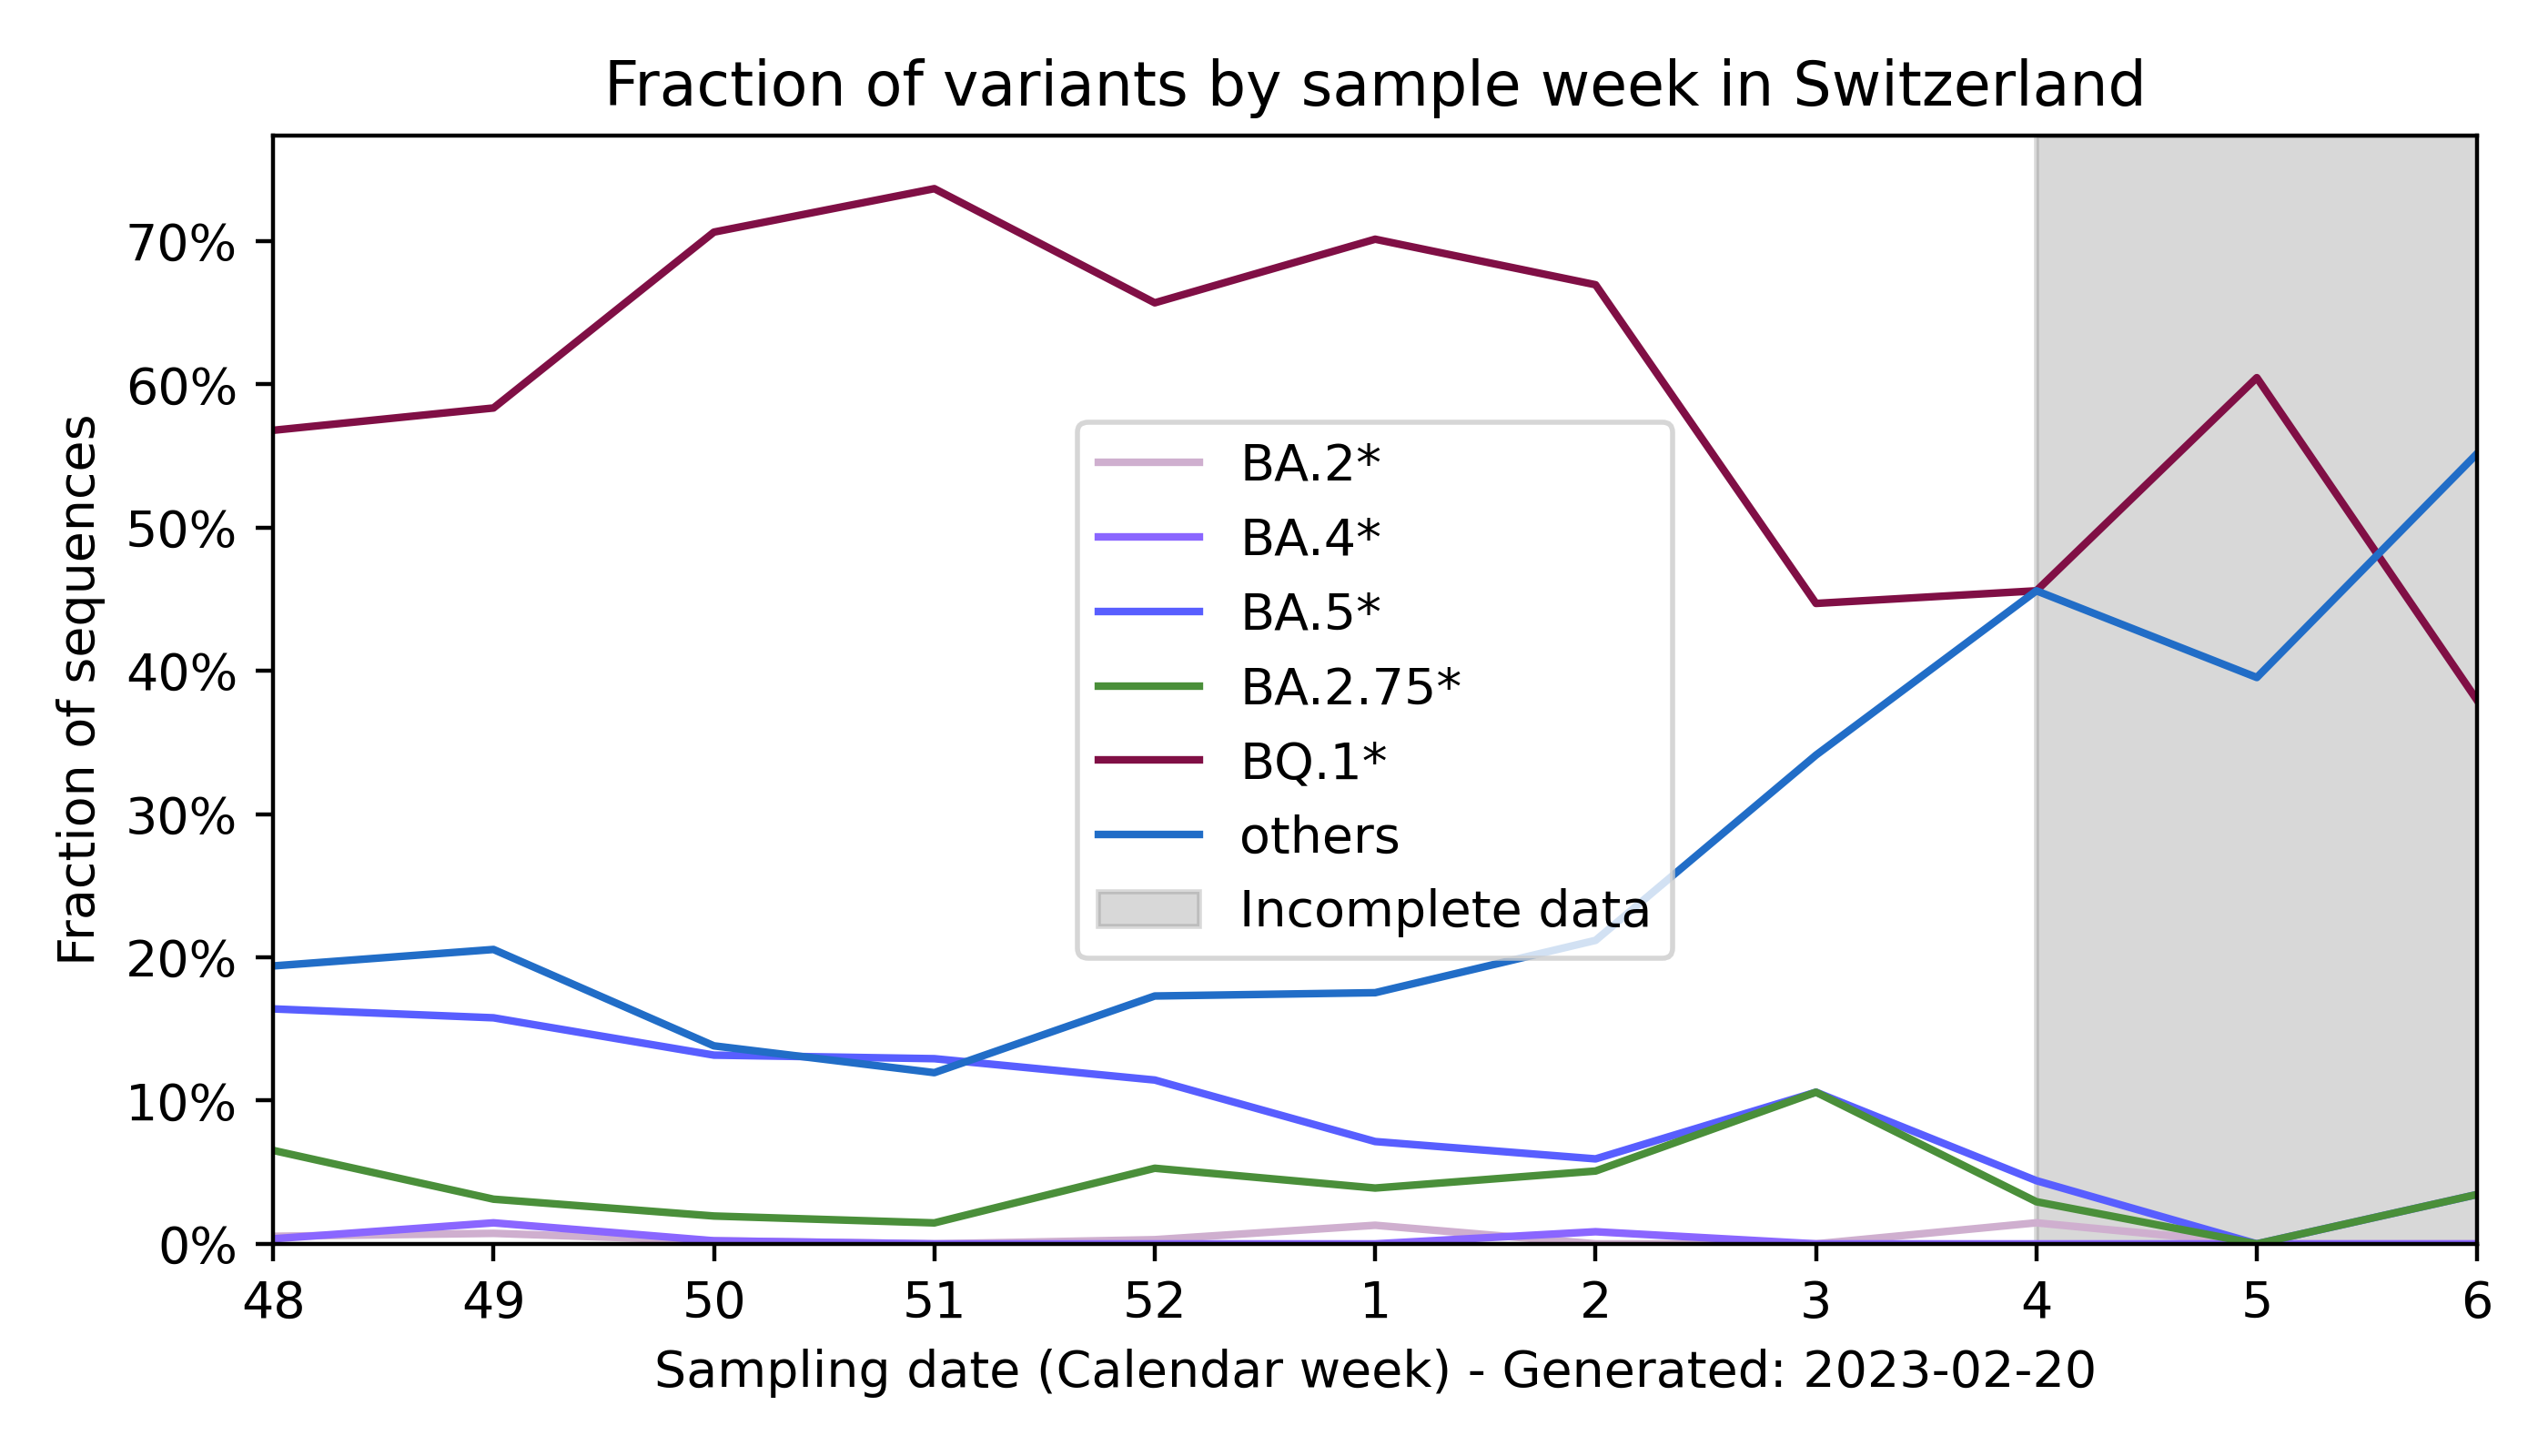 Fraction of variants by sample week in Switzerland
Fraction of sequences
70%
60%
50%
40%
30%
20%
10%
0%
BA.2*
BA.4*
BA.5*
BA.2.75*
BQ.1*
others
Incomplete data
48 49 50 51 52 1 2 3 4 5 6
Sampling date (Calendar week) - Generated: 2023-02-20